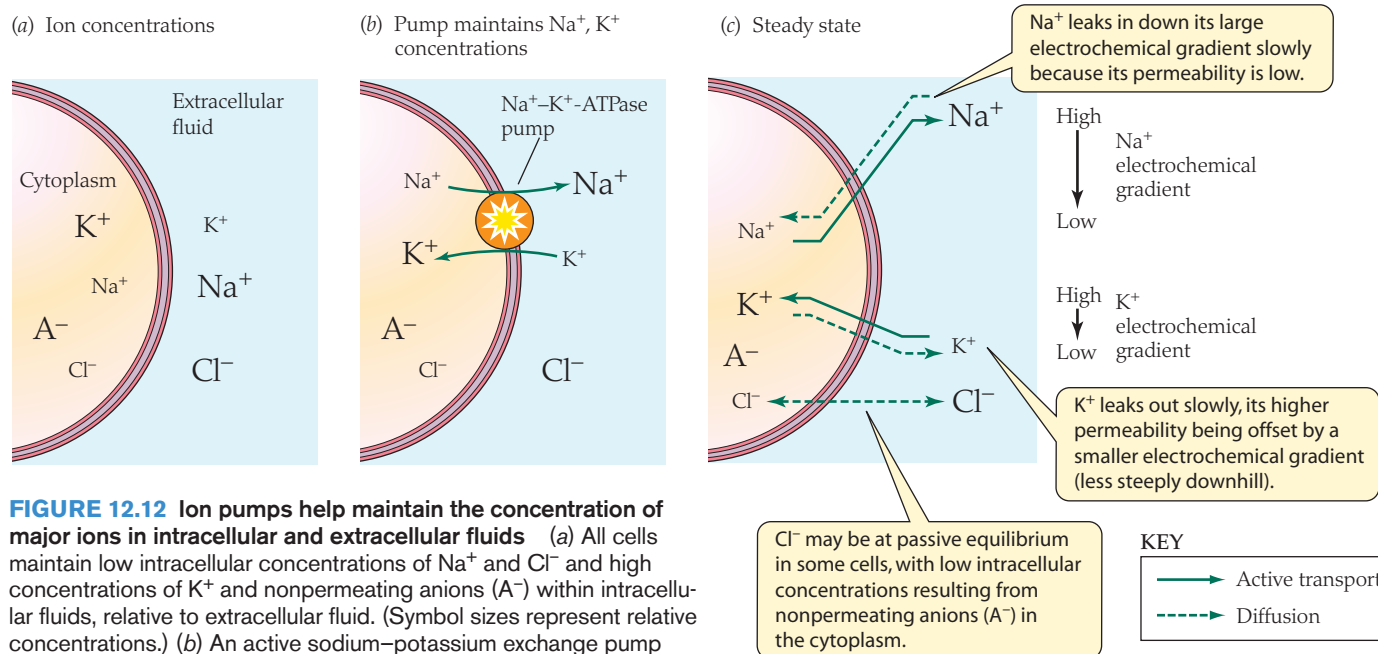 (a) Ion concentrations
Extracellular
fluid
Cytoplasm
K⁺
K⁺
Na⁺
Na⁺
A⁻
Cl⁻
Cl⁻
(b) Pump maintains Na⁺, K⁺
concentrations
Na⁺–K⁺-ATPase
pump
Na⁺
Na⁺
K⁺
K⁺
A⁻
Cl⁻
Cl⁻
(c) Steady state
Na⁺ leaks in down its large
electrochemical gradient slowly
because its permeability is low.
Na⁺
Na⁺
K⁺
K⁺
A⁻
Cl⁻
Cl⁻
High
Na⁺
electrochemical
gradient
Low
High
K⁺
electrochemical
gradient
Low
K⁺ leaks out slowly, its higher
permeability being offset by a
smaller electrochemical gradient
(less steeply downhill).
Cl⁻ may be at passive equilibrium
in some cells, with low intracellular
concentrations resulting from
nonpermeating anions (A⁻) in
the cytoplasm.
KEY
Active transport
Diffusion
FIGURE 12.12 Ion pumps help maintain the concentration of
major ions in intracellular and extracellular fluids (a) All cells
maintain low intracellular concentrations of Na⁺ and Cl⁻ and high
concentrations of K⁺ and nonpermeating anions (A⁻) within intracellu-
lar fluids, relative to extracellular fluid. (Symbol sizes represent relative
concentrations.) (b) An active sodium–potassium exchange pump